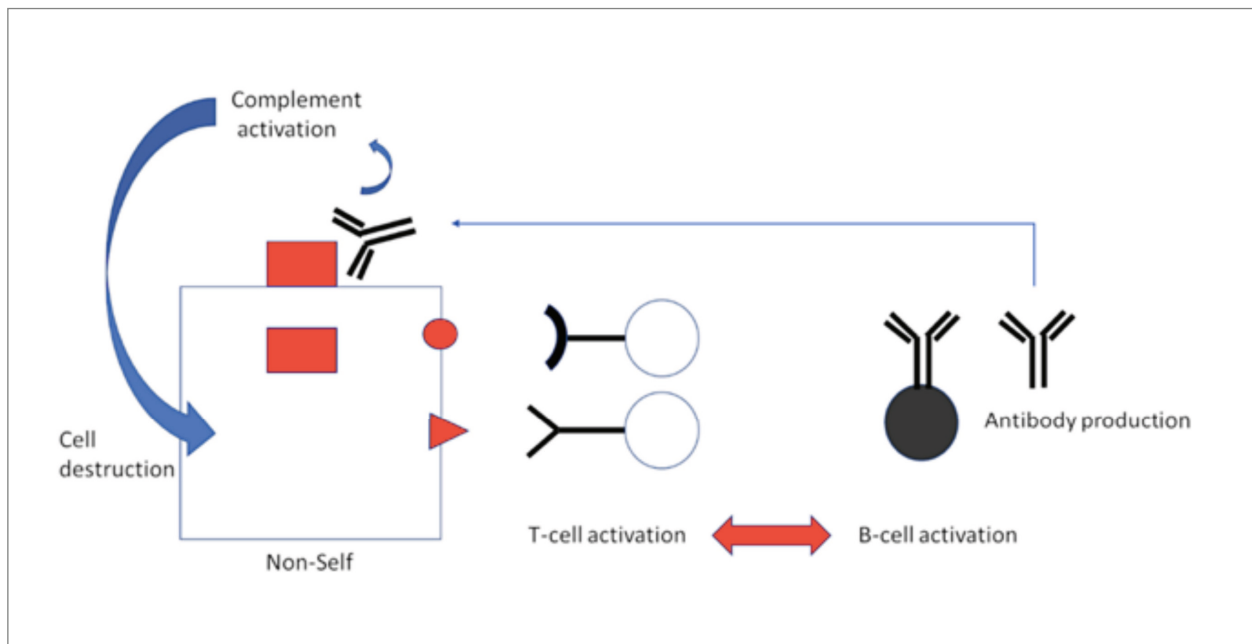 Complement
activation
Cell
destruction
Antibody production
T-cell activation
B-cell activation
Non-Self